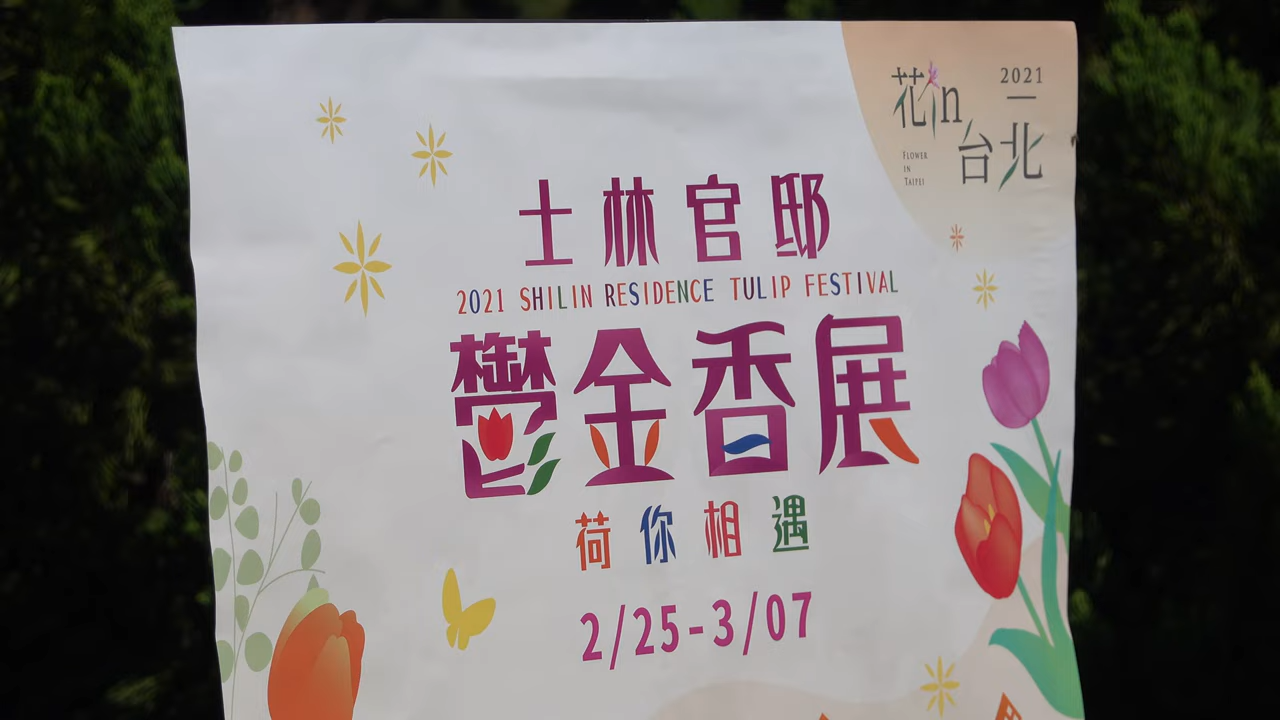 花in
2021
台北
FLOWER
IN
TAIPEI
士林官邸
2021 SHILIN RESIDENCE TULIP FESTIVAL
鬱金香展
荷你相遇
2/25-3/07